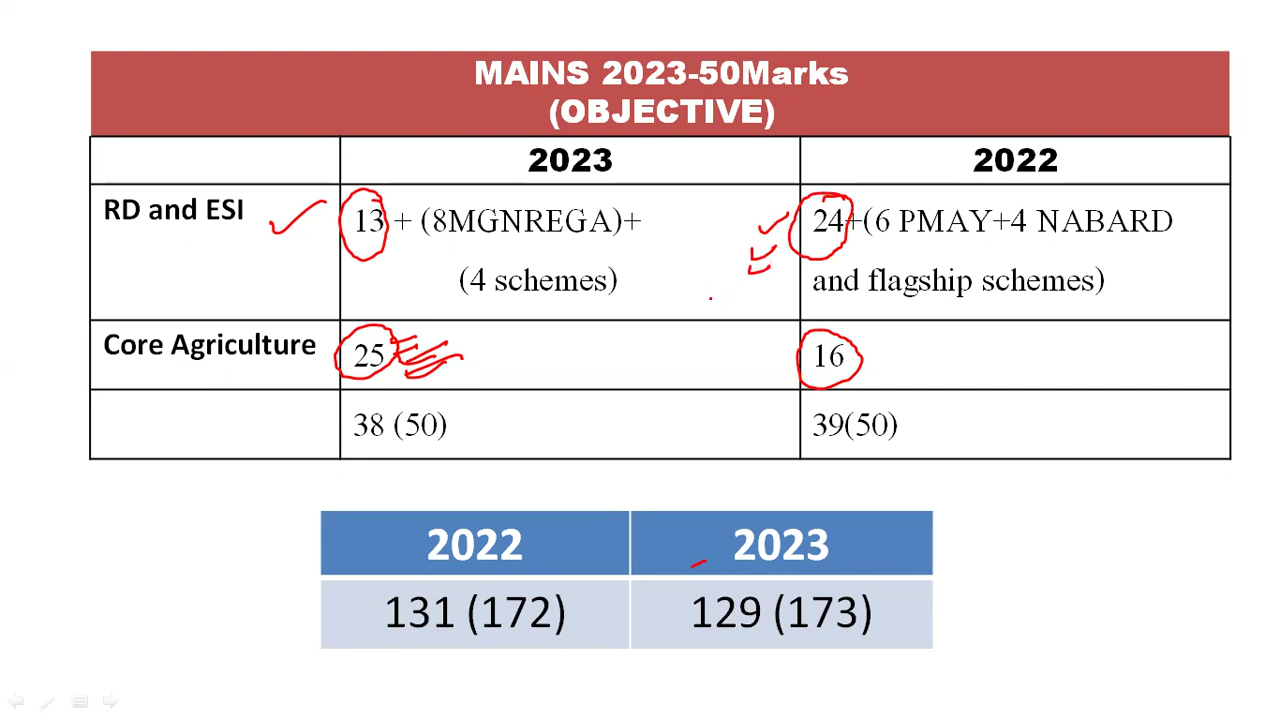 MAINS 2023-50Marks
(OBJECTIVE)
2023 2022
RD and ESI 13 + (8MGNREGA)+ 24+(6 PMAY+4 NABARD
(4 schemes) and flagship schemes)
Core Agriculture 25 16
38 (50) 39(50)
2022 2023
131 (172) 129 (173)